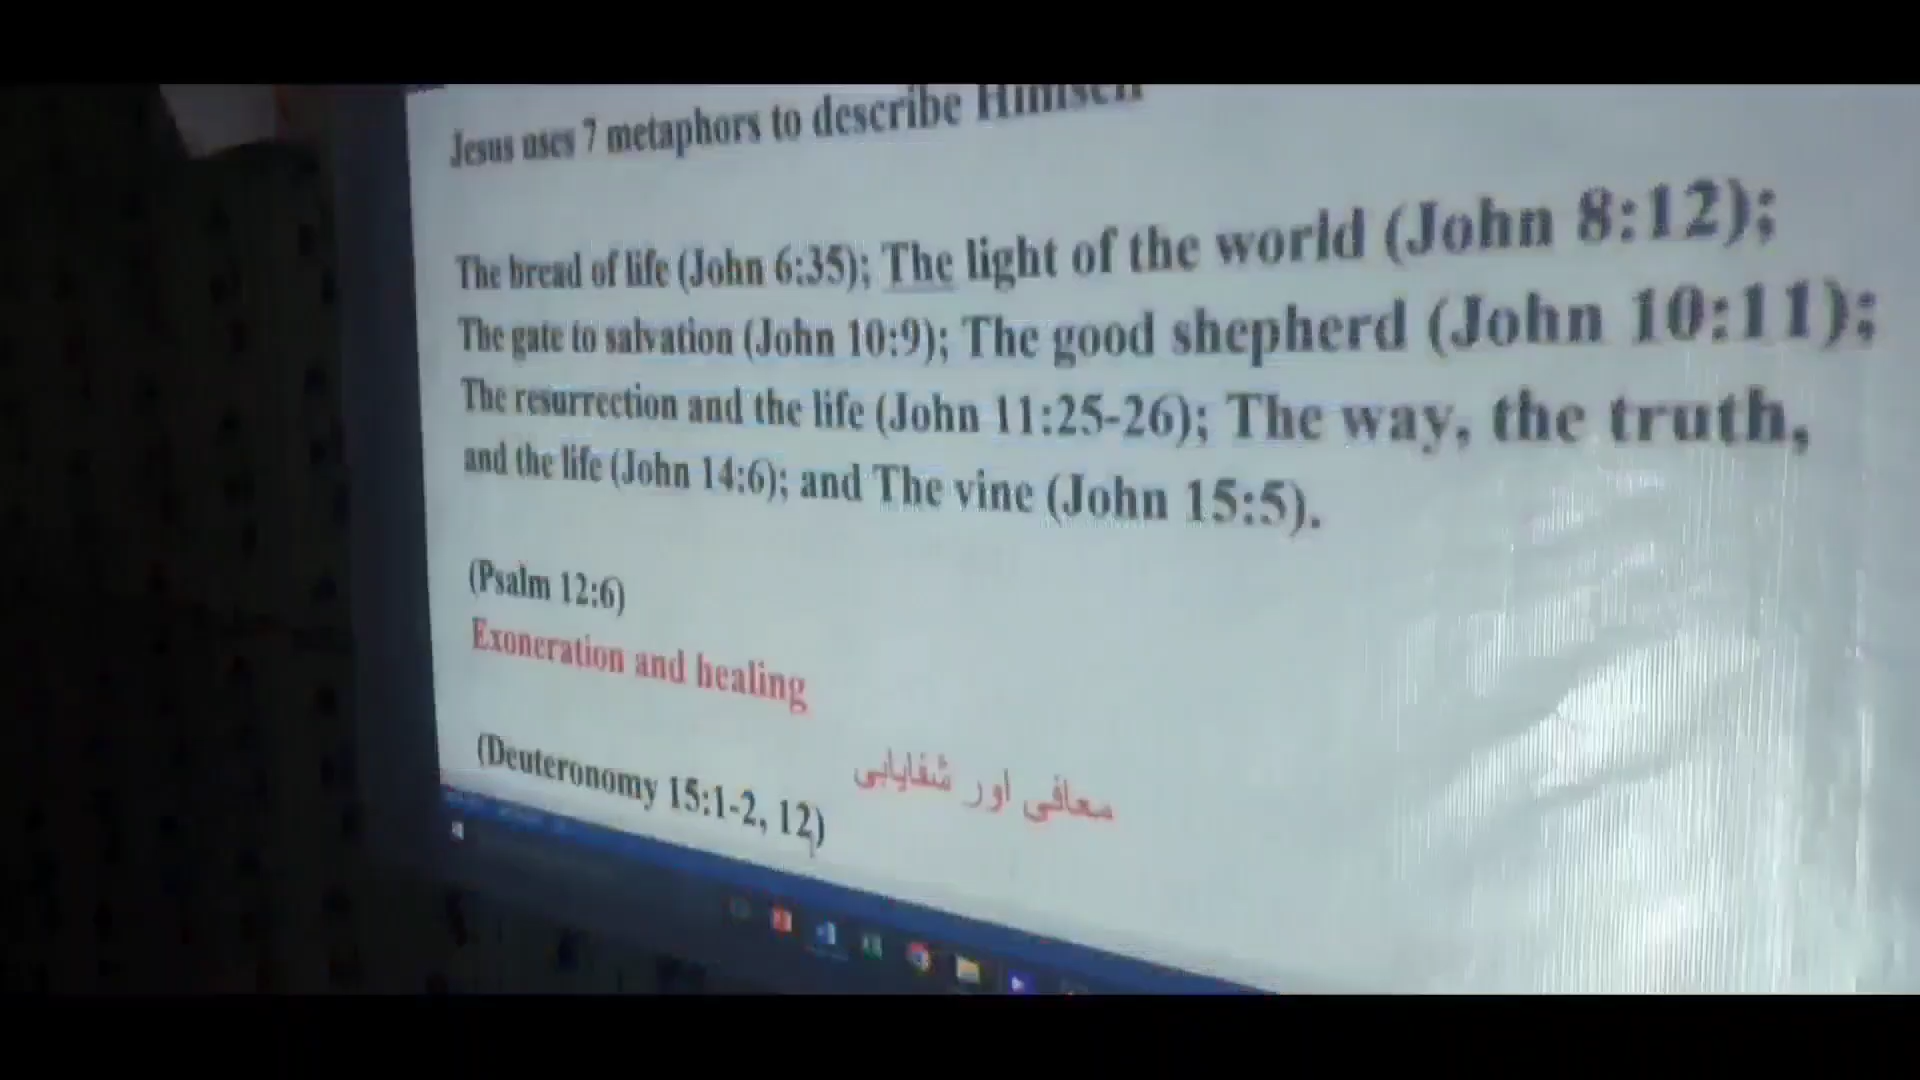 Jesus uses 7 metaphors to describe Himself
The bread of life (John 6:35); The light of the world (John 8:12);
The gate to salvation (John 10:9); The good shepherd (John 10:11);
The resurrection and the life (John 11:25-26); The way, the truth,
and the life (John 14:6); and The vine (John 15:5).
(Psalm 12:6)
Exoneration and healing
معافی اور شفایابی
(Deuteronomy 15:1-2, 12)